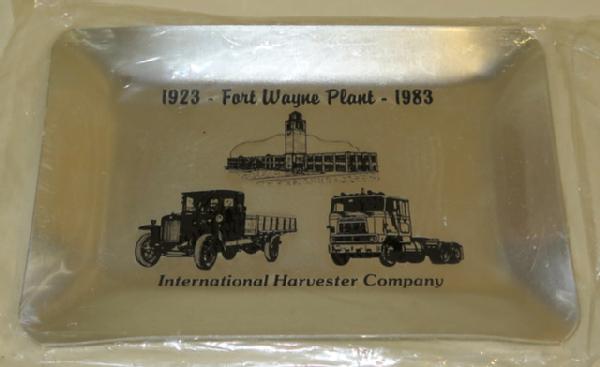 1923 - Fort Wayne Plant - 1983
International Harvester Company